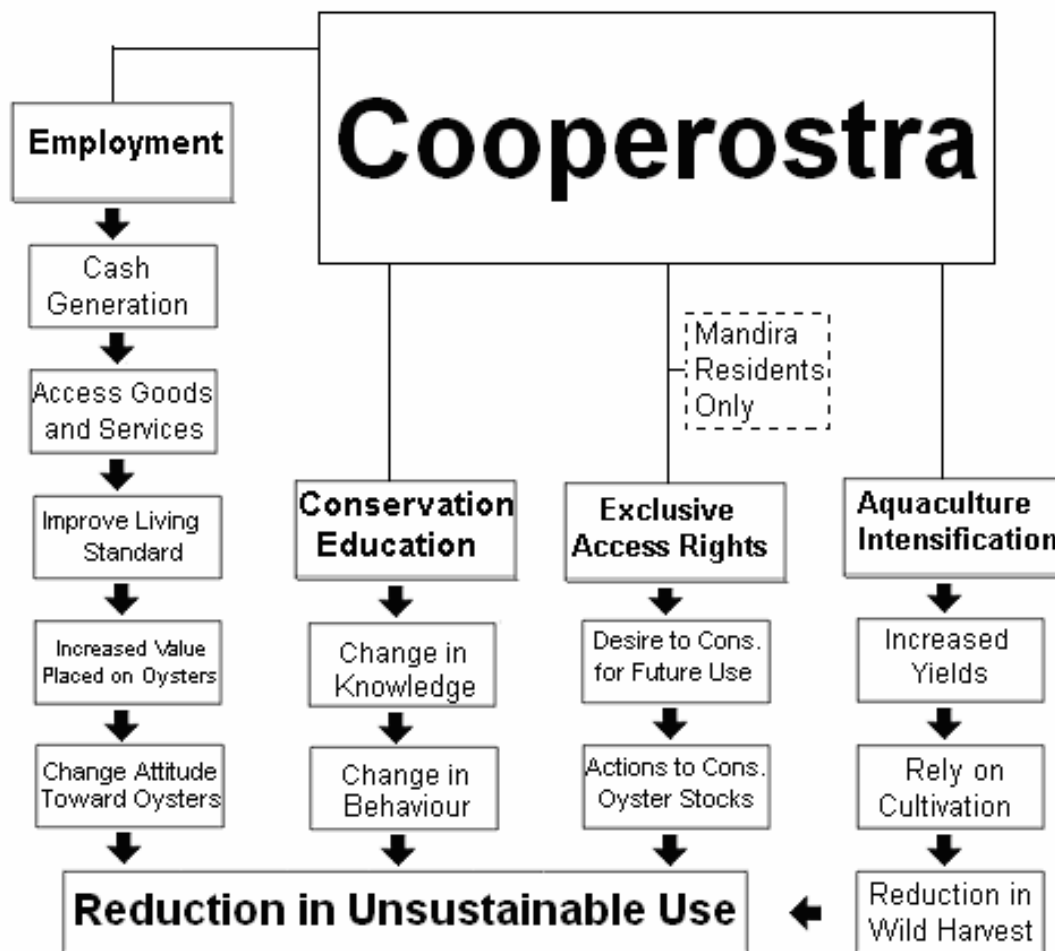 Cooperostra
Employment
Cash
Generation
Access Goods
and Services
Improve Living
Standard
Increased Value
Placed on Oysters
Change Attitude
Toward Oysters
Conservation
Education
Change in
Knowledge
Change in
Behaviour
Mandira
Residents
Only
Exclusive
Access Rights
Desire to Cons.
for Future Use
Actions to Cons.
Oyster Stocks
Aquaculture
Intensification
Increased
Yields
Rely on
Cultivation
Reduction in
Wild Harvest
Reduction in Unsustainable Use